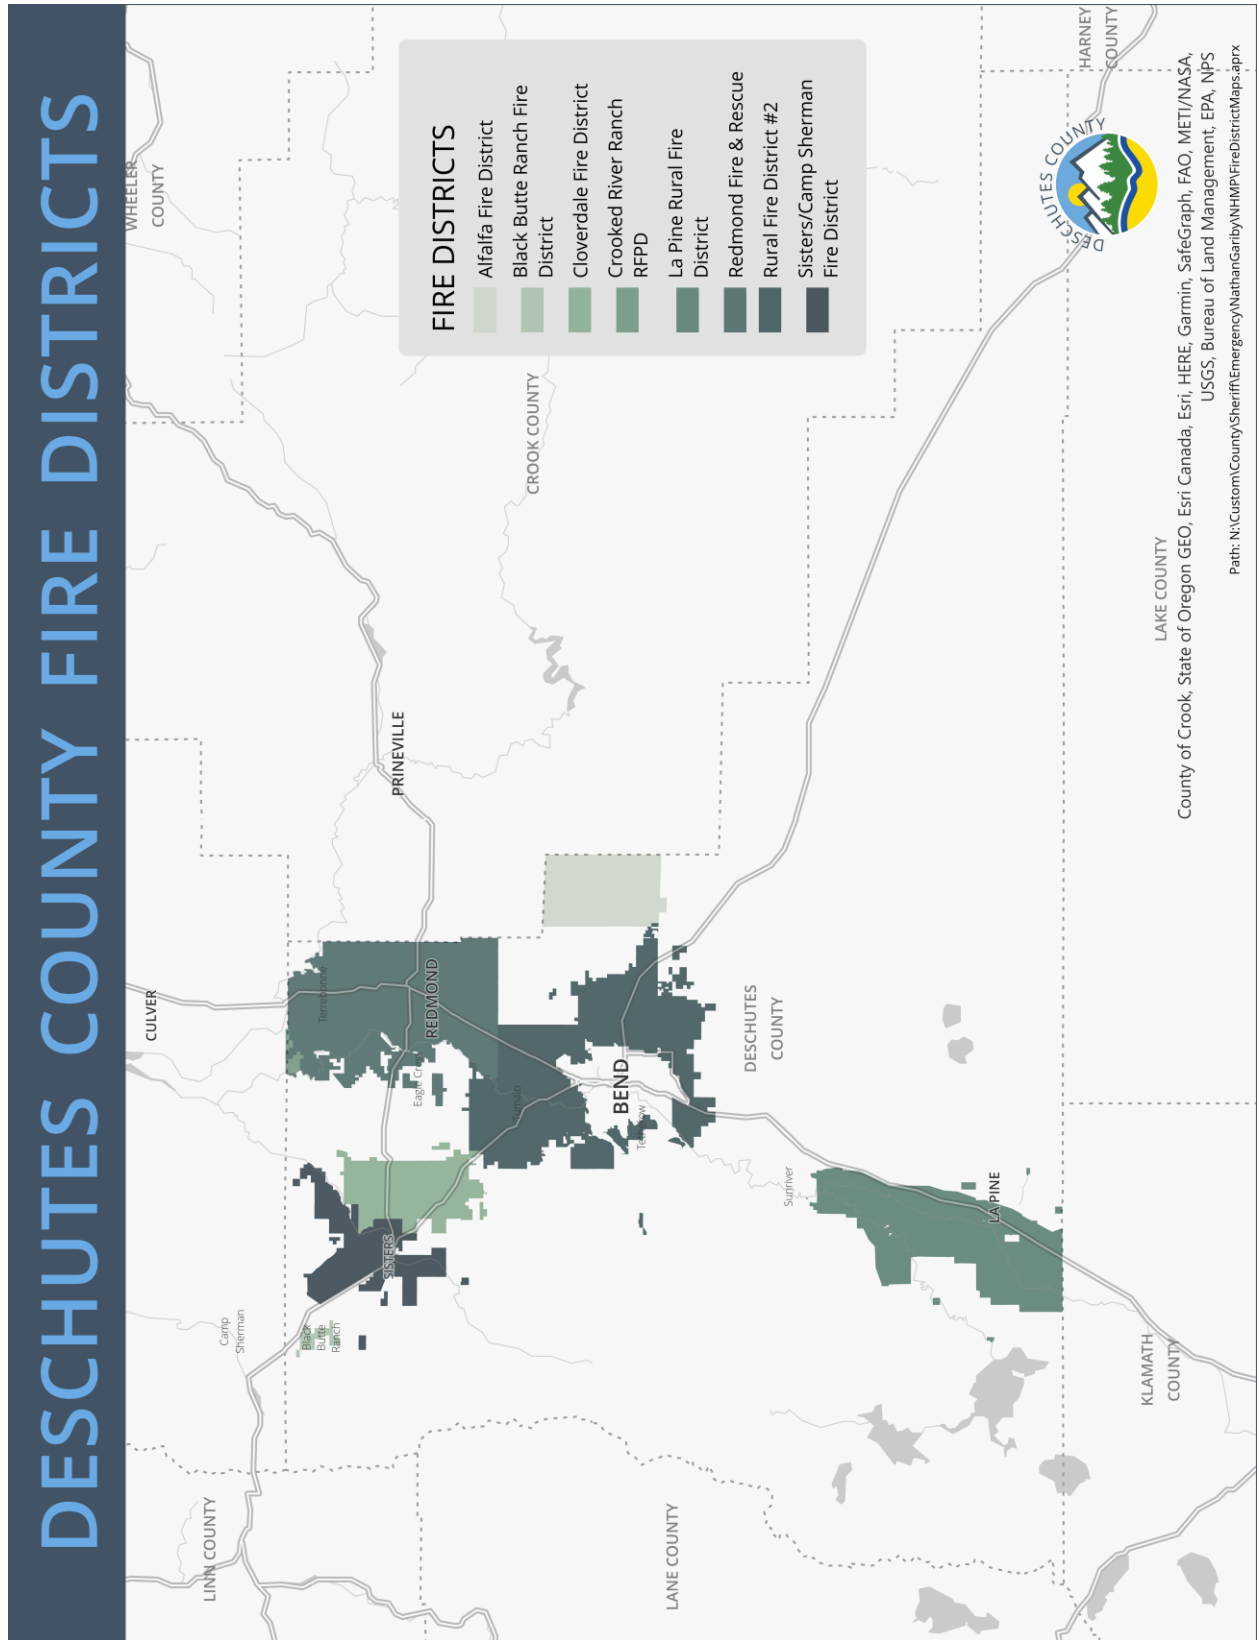 DESCHUTES COUNTY FIRE DISTRICTS
WHEELER
COUNTY
HARNEY
COUNTY
FIRE DISTRICTS
Alfalfa Fire District
Black Butte Ranch Fire
District
Cloverdale Fire District
Crooked River Ranch
RFPD
La Pine Rural Fire
District
Redmond Fire & Rescue
Rural Fire District #2
Sisters/Camp Sherman
Fire District
CROOK COUNTY
PRINEVILLE
CULVER
Terrebonne
REDMOND
Eagle Crest
Tumalo
BEND
Tetherow
DESCHUTES
COUNTY
SISTERS
Camp
Sherman
Black
Butte
Ranch
Sunriver
LA PINE
LINN COUNTY
LANE COUNTY
KLAMATH
COUNTY
LAKE COUNTY
DESCHUTES COUNTY
County of Crook, State of Oregon GEO, Esri Canada, Esri, HERE, Garmin, SafeGraph, FAO, METI/NASA,
USGS, Bureau of Land Management, EPA, NPS
Path: N:\Custom\County\Sheriff\Emergency\NathanGariby\NHMP\FireDistrictMaps.aprx